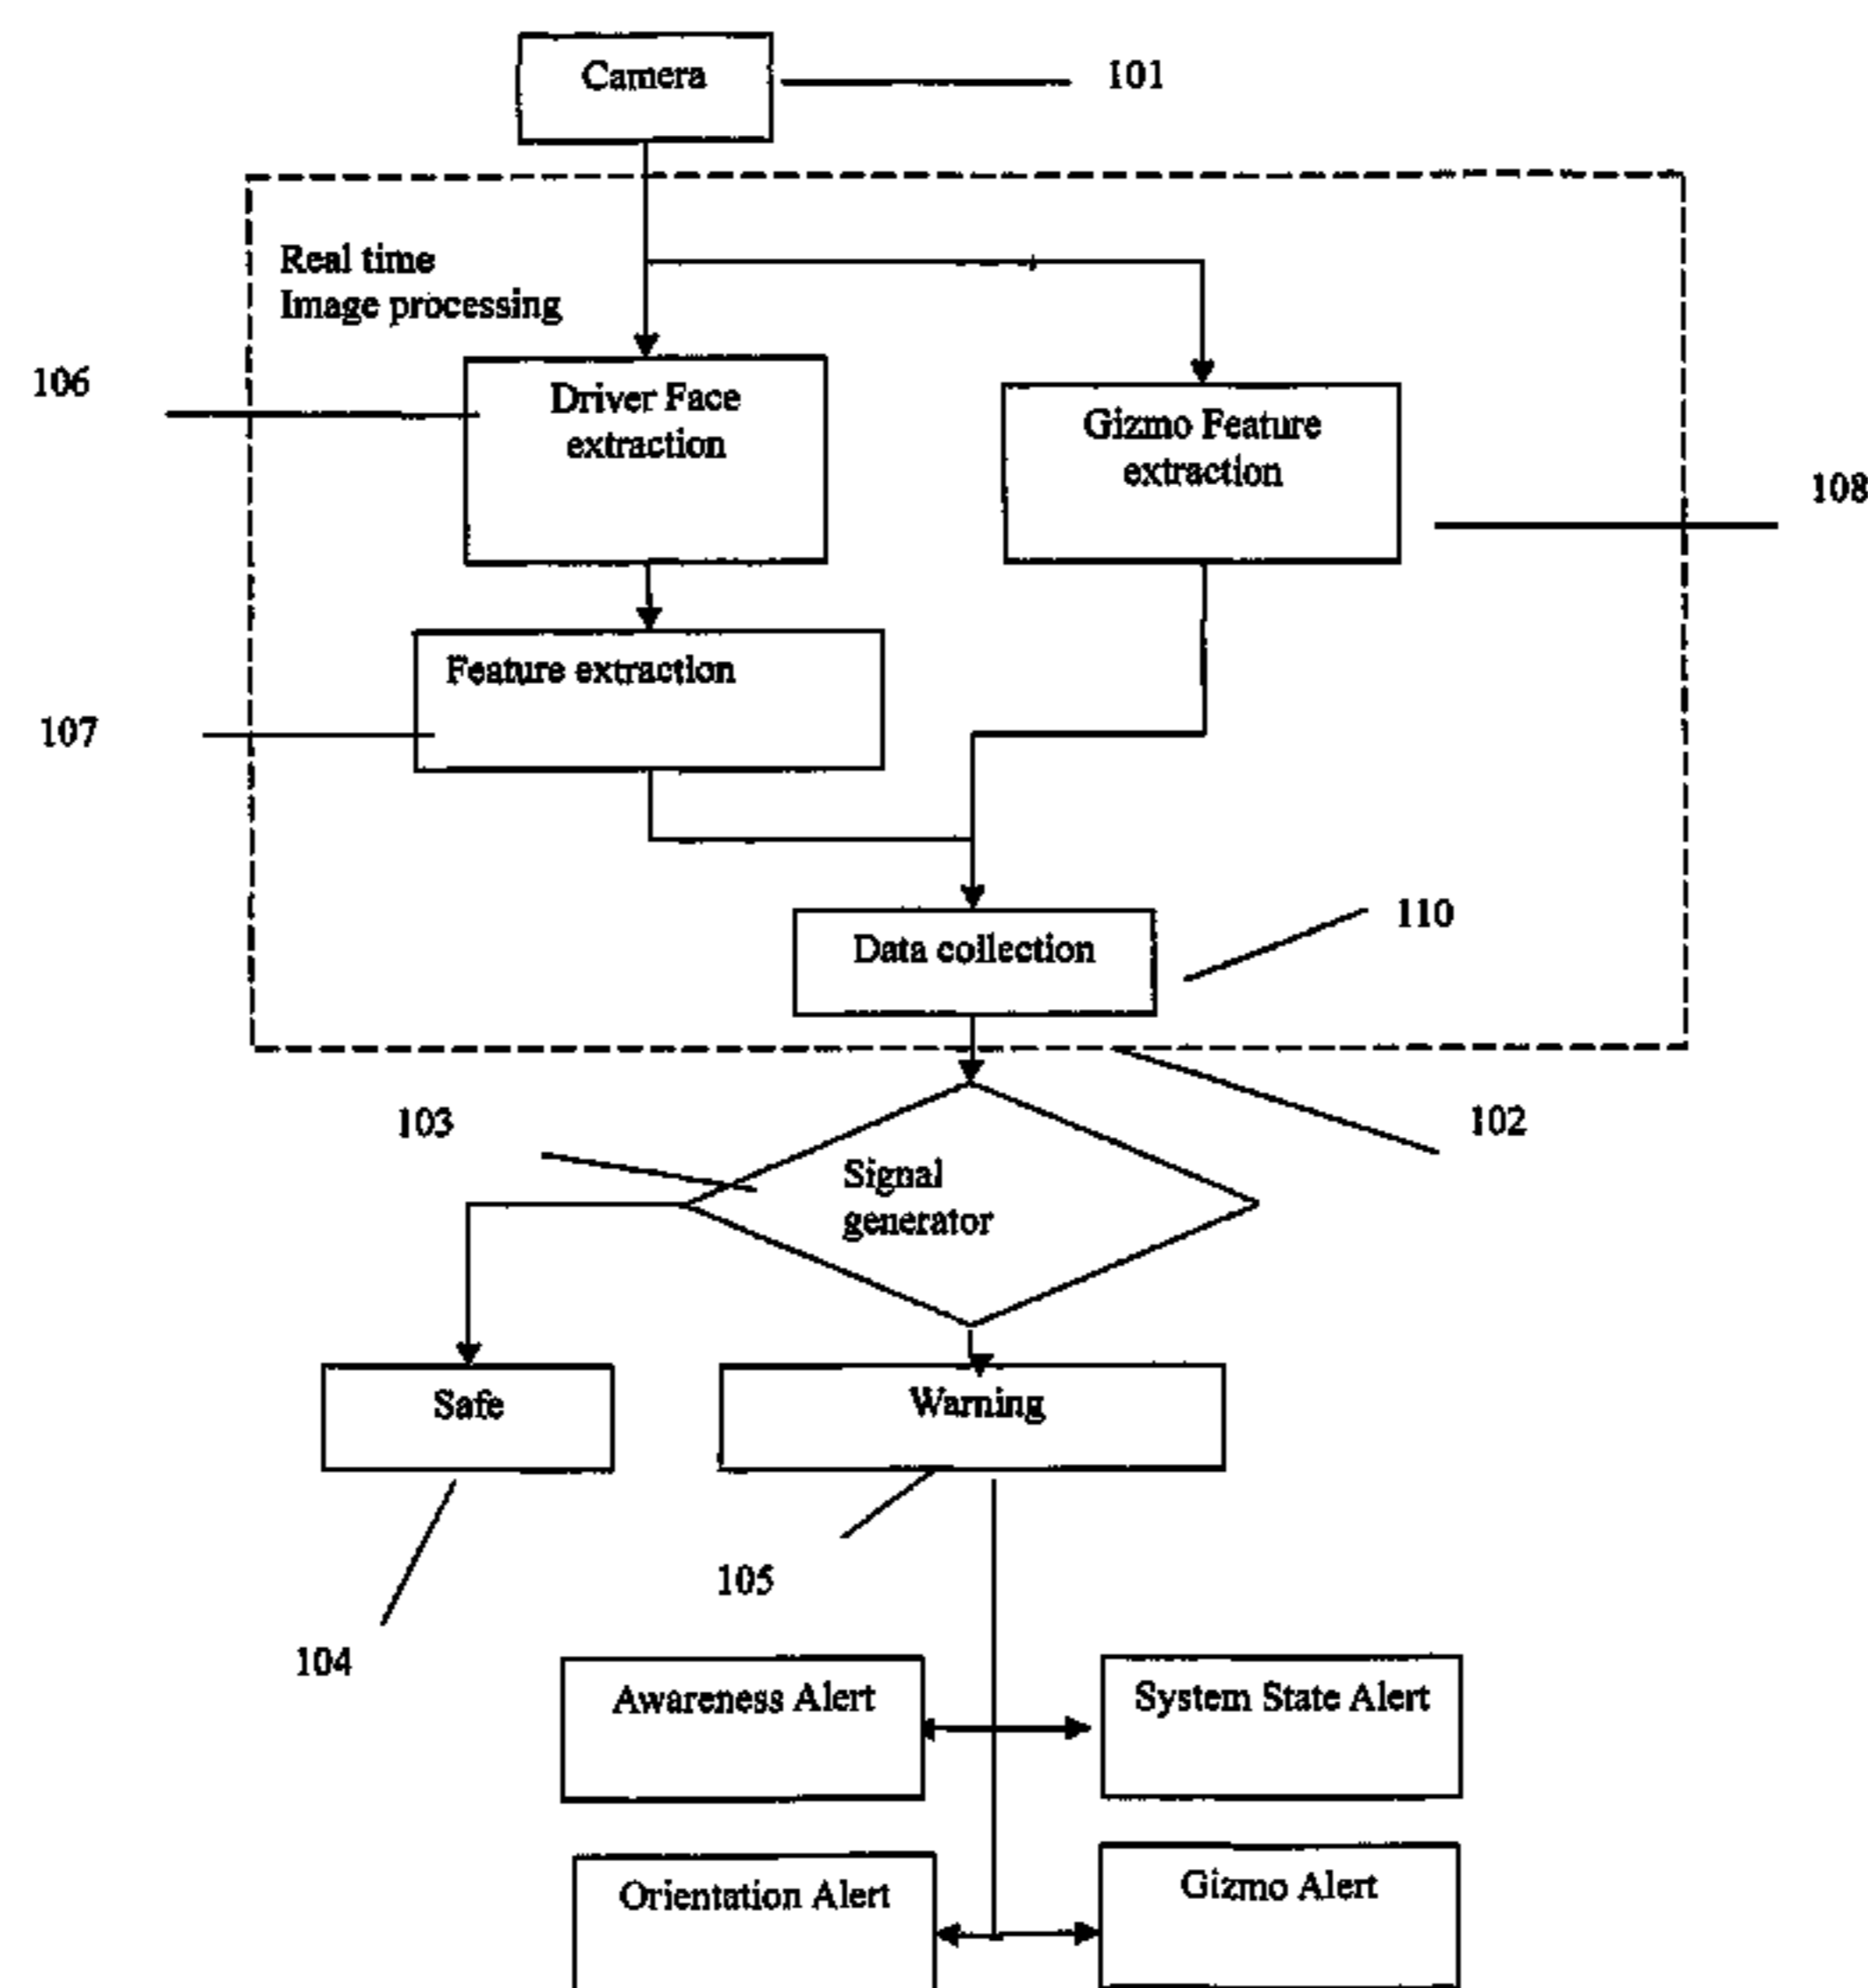 Camera
101
Real time
Image processing
106
Driver Face
extraction
Gizmo Feature
extraction
108
Feature extraction
107
Data collection
110
103
Signal
generator
102
Safe
Warning
105
104
Awareness Alert
System State Alert
Orientation Alert
Gizmo Alert